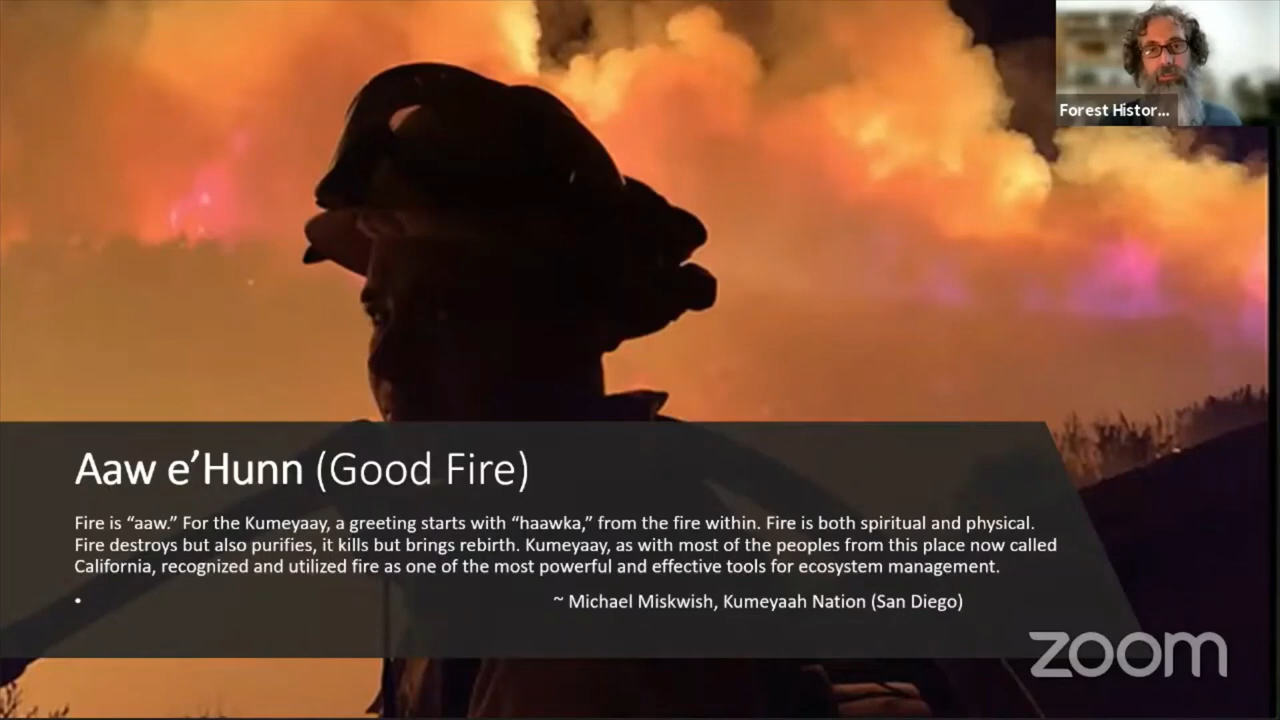 Forest Histor...
Aaw e’Hunn (Good Fire)
Fire is “aaw.” For the Kumeyaay, a greeting starts with “haawka,” from the fire within. Fire is both spiritual and physical.
Fire destroys but also purifies, it kills but brings rebirth. Kumeyaay, as with most of the peoples from this place now called
California, recognized and utilized fire as one of the most powerful and effective tools for ecosystem management.
• ~ Michael Miskwish, Kumeyaah Nation (San Diego)
zoom